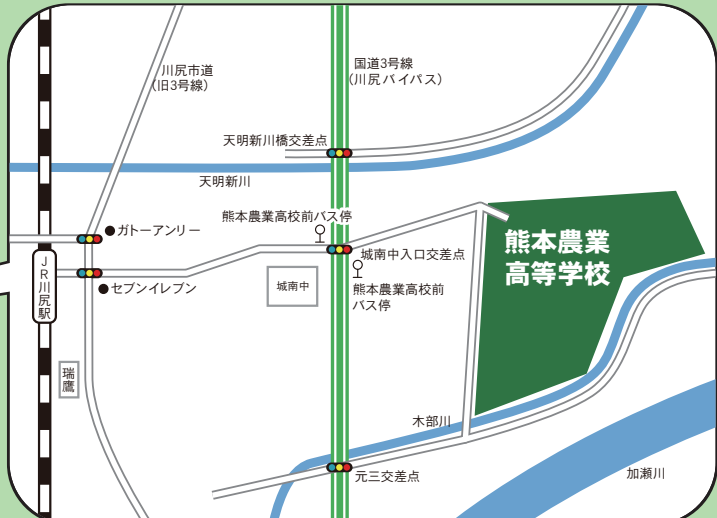 川尻市道
（旧3号線）
国道3号線
（川尻バイパス）
天明新川橋交差点
天明新川
熊本農業高校前バス停
ガトーアンリー
城南中入口交差点
熊本農業
高等学校
JR川尻駅
セブンイレブン
城南中
熊本農業高校前
バス停
瑞鷹
木部川
元三交差点
加瀬川